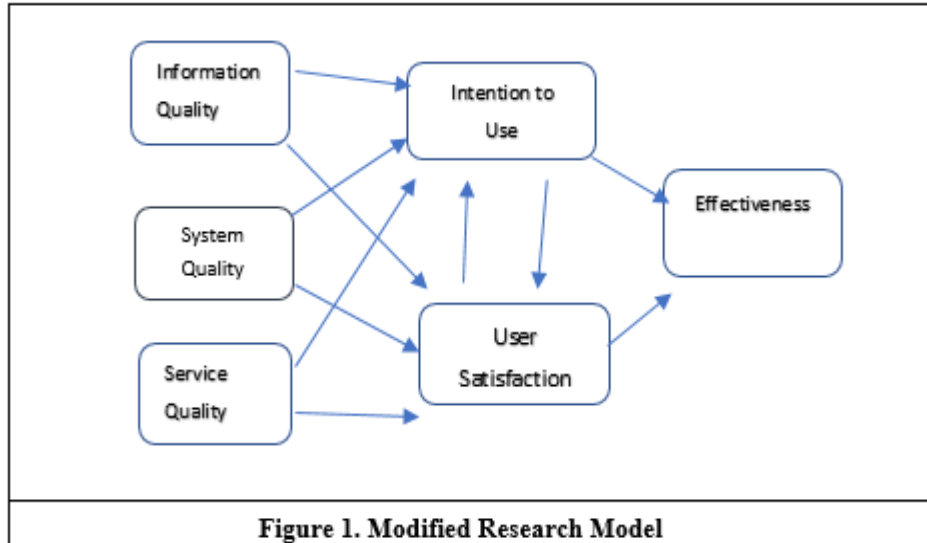 Information
Quality
Intention to
Use
Effectiveness
System
Quality
User
Satisfaction
Service
Quality
Figure 1. Modified Research Model